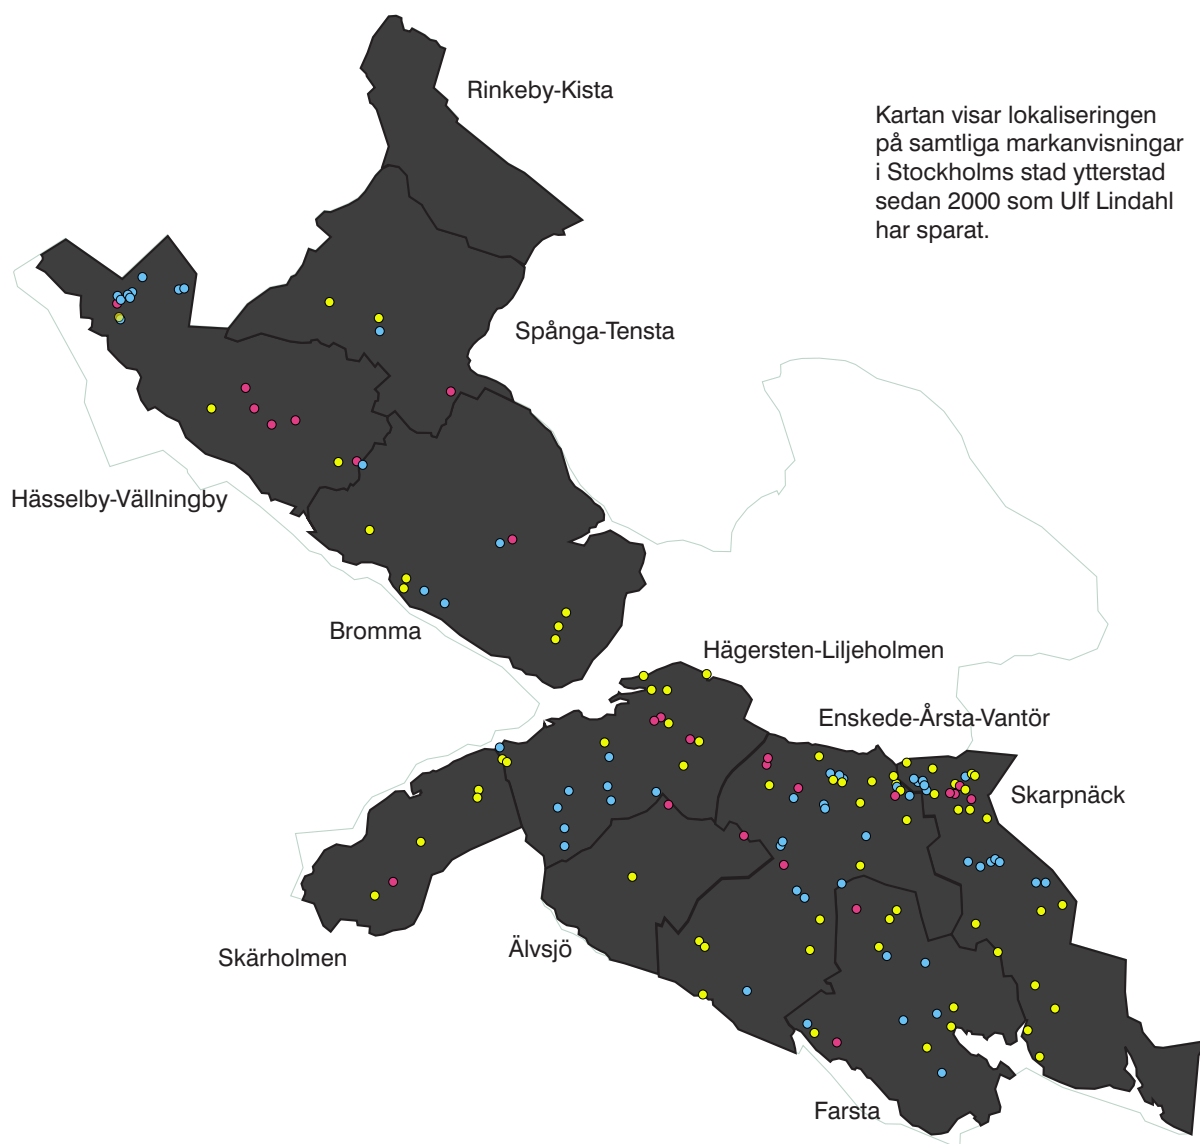 Rinkeby-Kista
Kartan visar lokaliseringen
på samtliga markanvisningar
i Stockholms stad ytterstad
sedan 2000 som Ulf Lindahl
har sparat.
Spånga-Tensta
Hässelby-Vällningby
Bromma
Hägersten-Liljeholmen
Enskede-Årsta-Vantör
Skarpnäck
Skärholmen
Älvsjö
Farsta